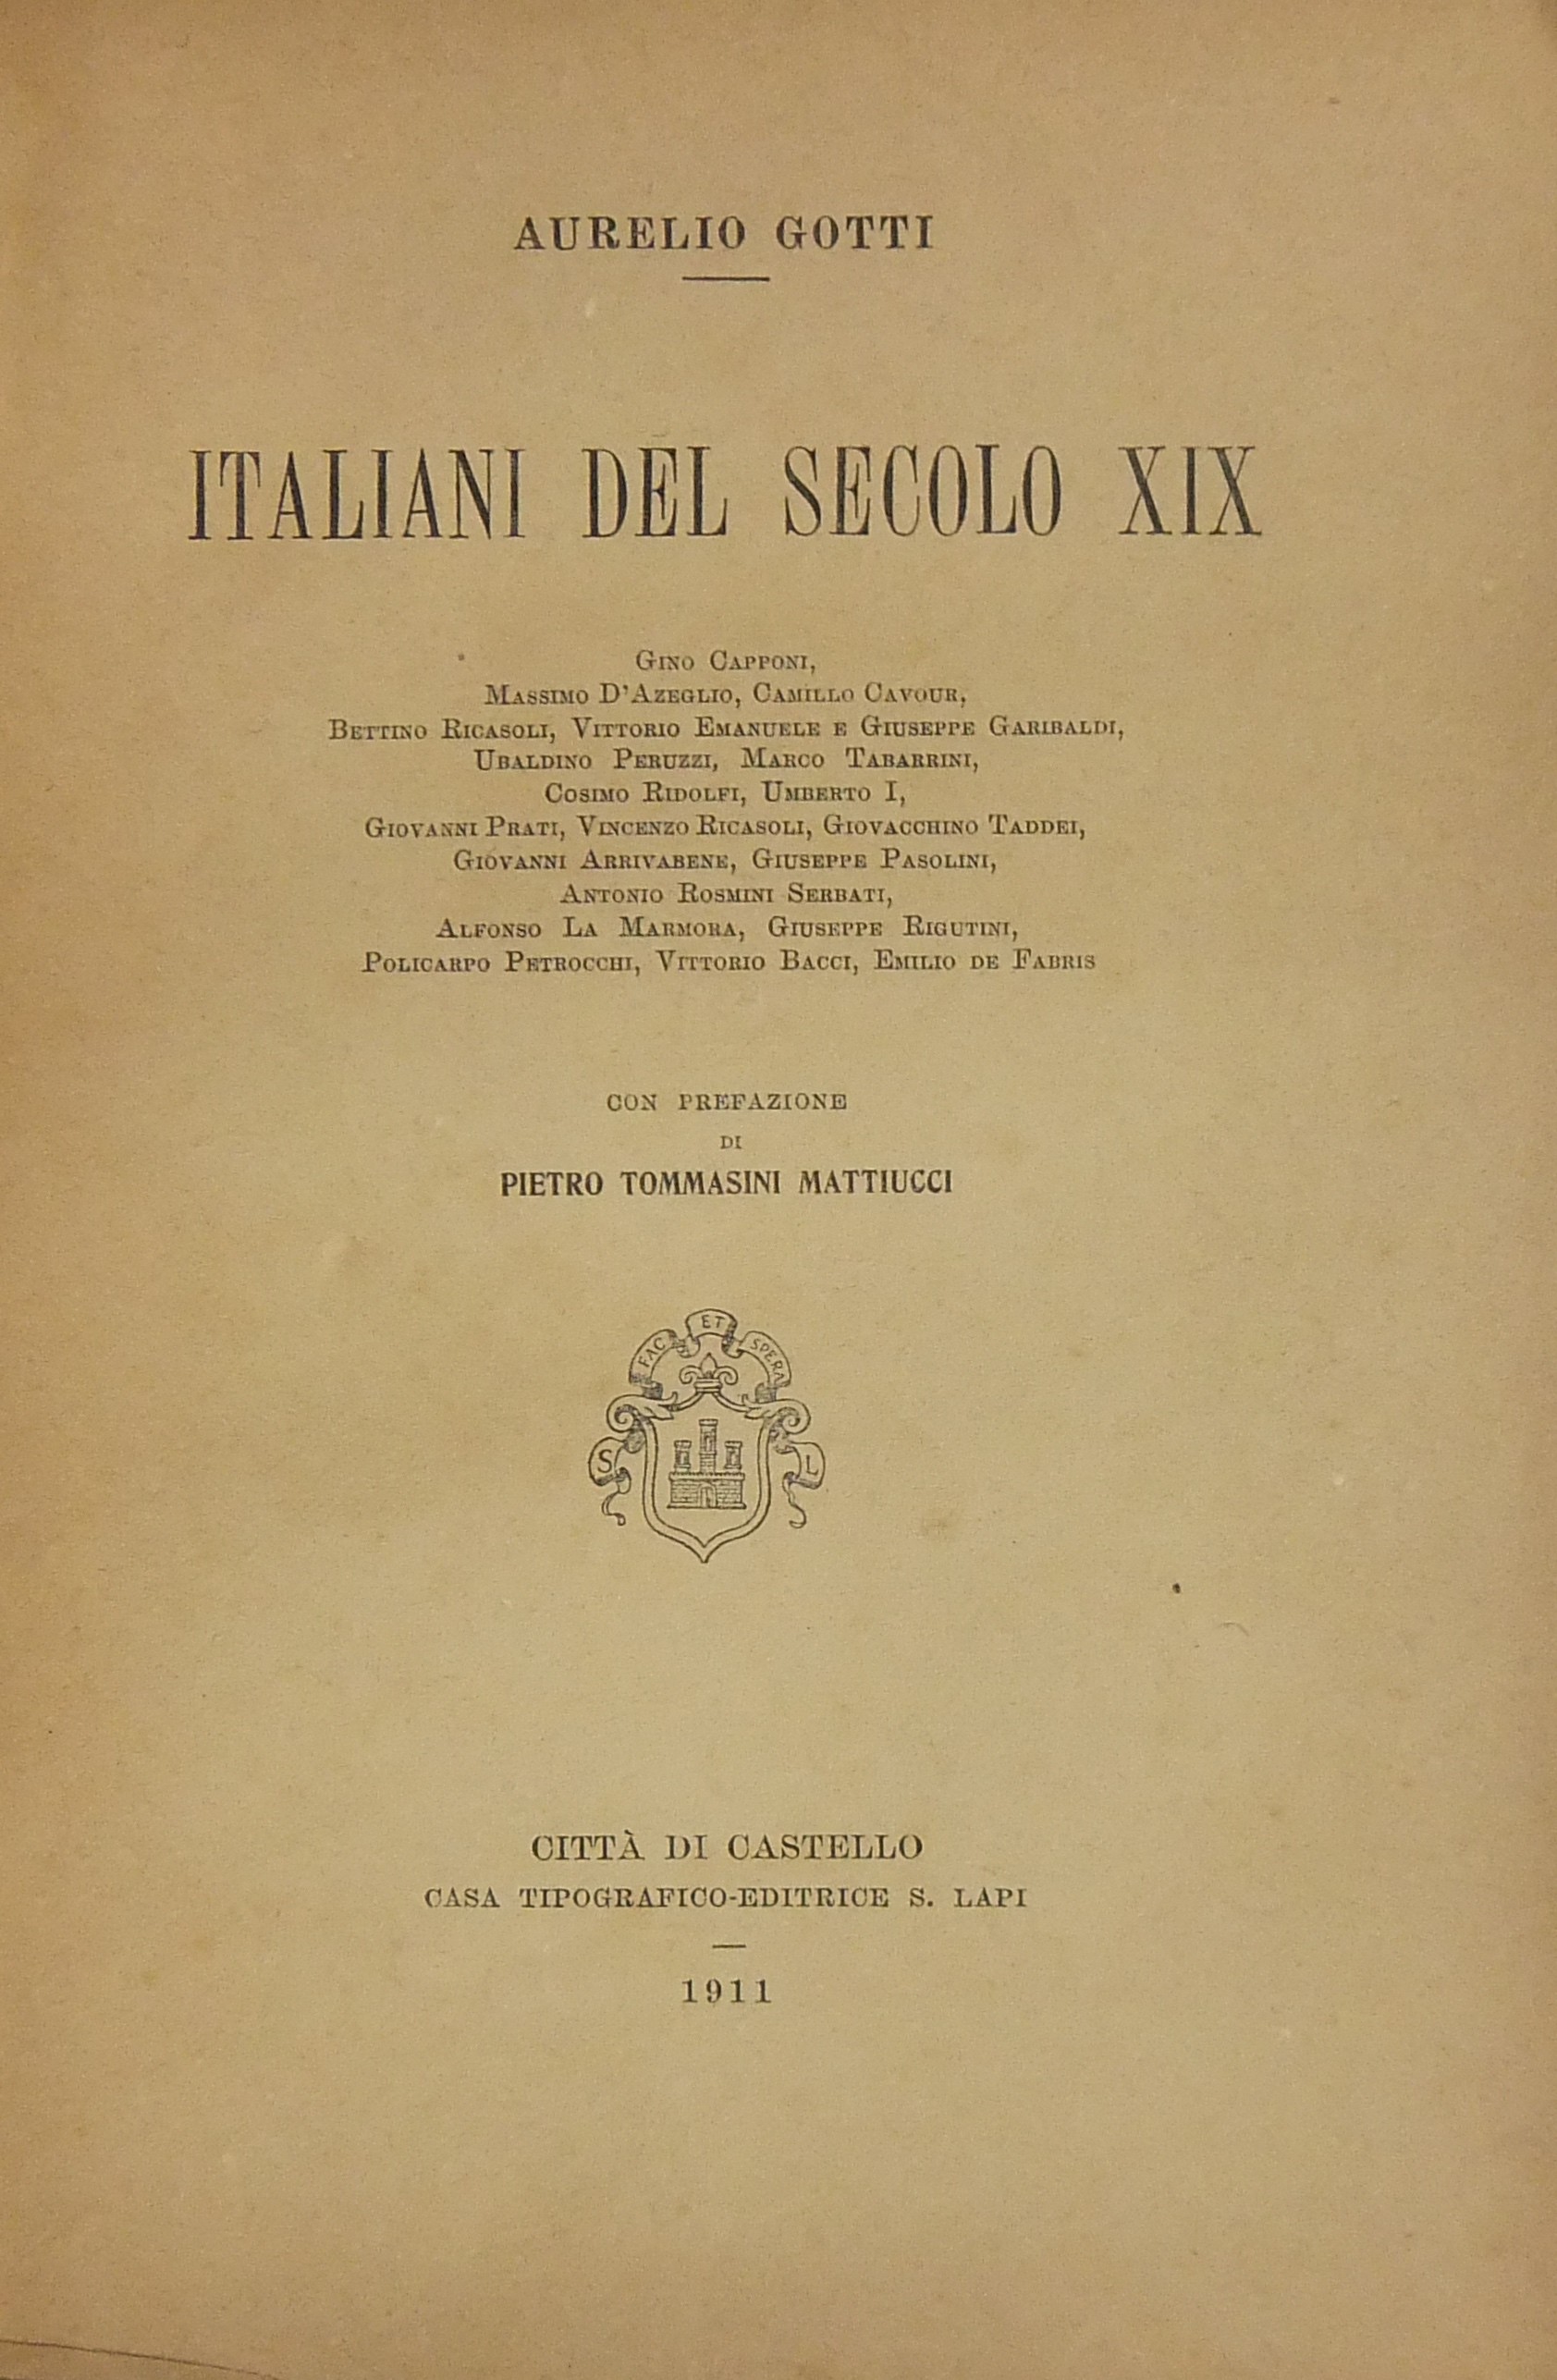 AURELIO GOTTI
ITALIANI DEL SECOLO XIX
GINO CAPPONI,
MASSIMO D'AZEGLIO, CAMILLO CAVOUR,
BETTINO RICASOLI, VITTORIO EMANUELE E GIUSEPPE GARIBALDI,
UBALDINO PERUZZI, MARCO TABARRINI,
COSIMO RIDOLFI, UMBERTO I,
GIOVANNI PRATI, VINCENZO RICASOLI, GIOVACCHINO TADDEI,
GIOVANNI ARRIVABENE, GIUSEPPE PASOLINI,
ANTONIO ROSMINI SERBATI,
ALFONSO LA MARMORA, GIUSEPPE RIGUTINI,
POLICARPO PETROCCHI, VITTORIO BACCI, EMILIO DE FABRIS
CON PREFAZIONE
DI
PIETRO TOMMASINI MATTIUCCI
FAC ET SPERA
S L
CITTÀ DI CASTELLO
CASA TIPOGRAFICO-EDITRICE S. LAPI
1911